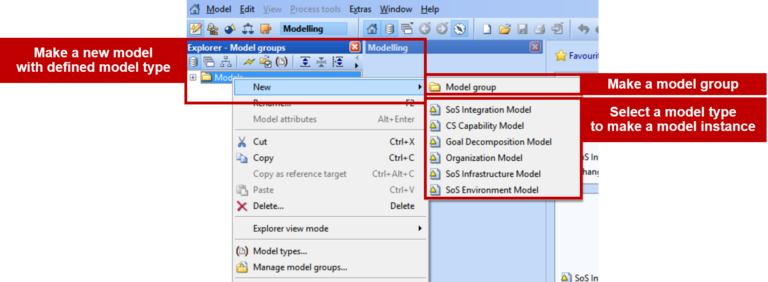 Model Edit View Process tools Extras Window Help
Modelling
Explorer - Model groups
Modelling
Make a new model
with defined model type
Favourit
Models
New
Model group
Make a model group
Rename... F2
Model attributes Alt+Enter
SoS Integration Model
CS Capability Model
Goal Decomposition Model
Organization Model
SoS Infrastructure Model
SoS Environment Model
Select a model type
to make a model instance
Cut Ctrl+X
Copy Ctrl+C
Copy as reference target Ctrl+Alt+C
Paste Ctrl+V
Delete... Delete
Explorer view mode
Model types...
Manage model groups...
SoS In
hang
SoS In